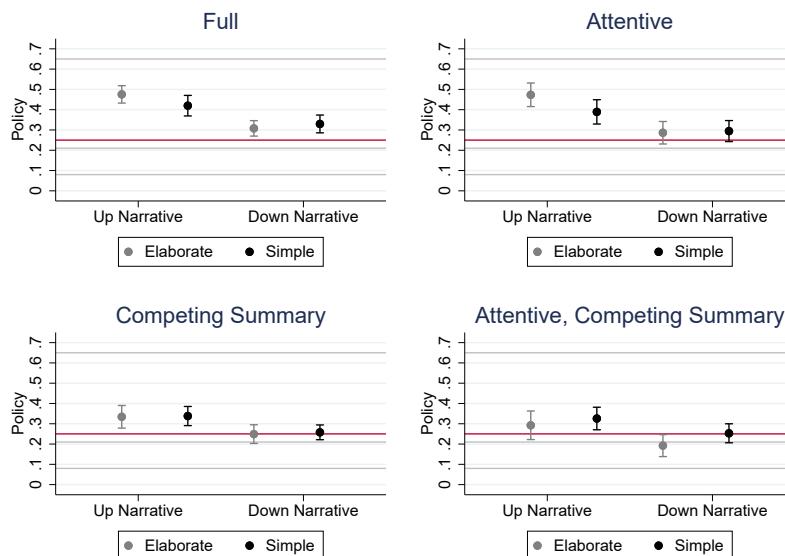 Full
Policy
0 .1 .2 .3 .4 .5 .6 .7
Up Narrative Down Narrative
Elaborate Simple
Attentive
Policy
0 .1 .2 .3 .4 .5 .6 .7
Up Narrative Down Narrative
Elaborate Simple
Competing Summary
Policy
0 .1 .2 .3 .4 .5 .6 .7
Up Narrative Down Narrative
Elaborate Simple
Attentive, Competing Summary
Policy
0 .1 .2 .3 .4 .5 .6 .7
Up Narrative Down Narrative
Elaborate Simple